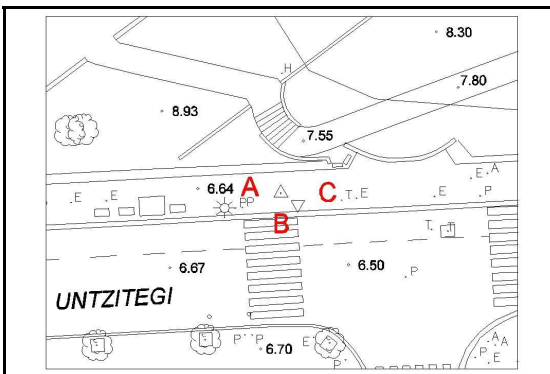 8.30
H
7.80
8.93
7.55
E A
6.64 A C
E E PP T E E P
B
T T
6.67 6.50
P
UNTZITEGI
P P E A A
6.70 P E